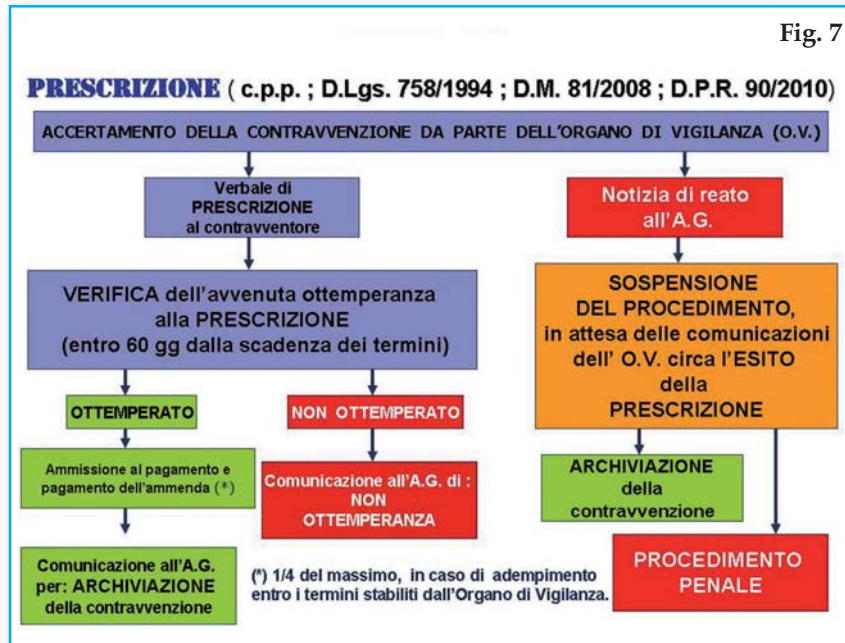 Fig. 7
PRESCRIZIONE ( c.p.p. ; D.Lgs. 758/1994 ; D.M. 81/2008 ; D.P.R. 90/2010)
ACCERTAMENTO DELLA CONTRAVVENZIONE DA PARTE DELL'ORGANO DI VIGILANZA (O.V.)
Verbale di
PRESCRIZIONE
al contravventore
VERIFICA dell'avvenuta ottemperanza
alla PRESCRIZIONE
(entro 60 gg dalla scadenza dei termini)
OTTEMPERATO
NON OTTEMPERATO
Ammissione al pagamento e
pagamento dell'ammenda (*)
Comunicazione all'A.G. di :
NON
OTTEMPERANZA
Comunicazione all'A.G.
per: ARCHIVIAZIONE
della contravvenzione
(*) 1/4 del massimo, in caso di adempimento
entro i termini stabiliti dall'Organo di Vigilanza.
Notizia di reato
all'A.G.
SOSPENSIONE
DEL PROCEDIMENTO,
in attesa delle comunicazioni
dell' O.V. circa l'ESITO
della
PRESCRIZIONE
ARCHIVIAZIONE
della
contravvenzione
PROCEDIMENTO
PENALE